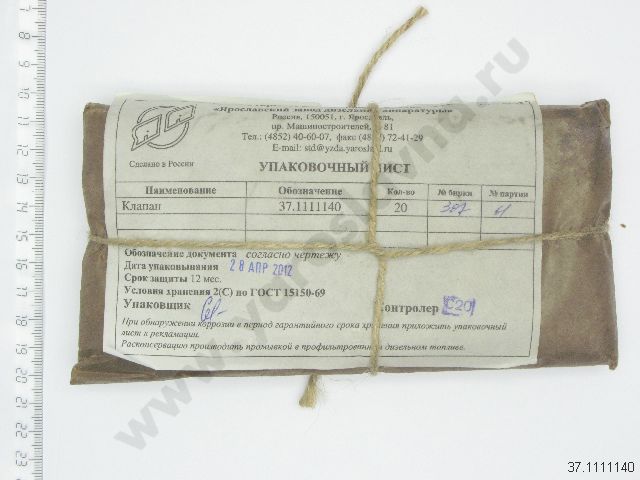 «Ярославский завод дизельной аппаратуры»
Россия, 150051, г. Ярославль,
пр. Машиностроителей, 81
Тел.: (4852) 40-60-07, факс (4852) 72-41-29
E-mail: std@yzda.yaroslavl.ru
Сделано в России
УПАКОВОЧНЫЙ ЛИСТ
Наименование Обозначение Кол-во № бирки № партии
Клапан 37.1111140 20
Обозначение документа согласно чертежу
Дата упаковывания 28 АПР 2012
Срок защиты 12 мес.
Условия хранения 2(С) по ГОСТ 15150-69
Упаковщик Контролер С20
При обнаружении коррозии в период гарантийного срока хранения приложить упаковочный
лист к рекламации.
Расконсервацию производить промывкой в профильтрованном дизельном топливе.
37.1111140